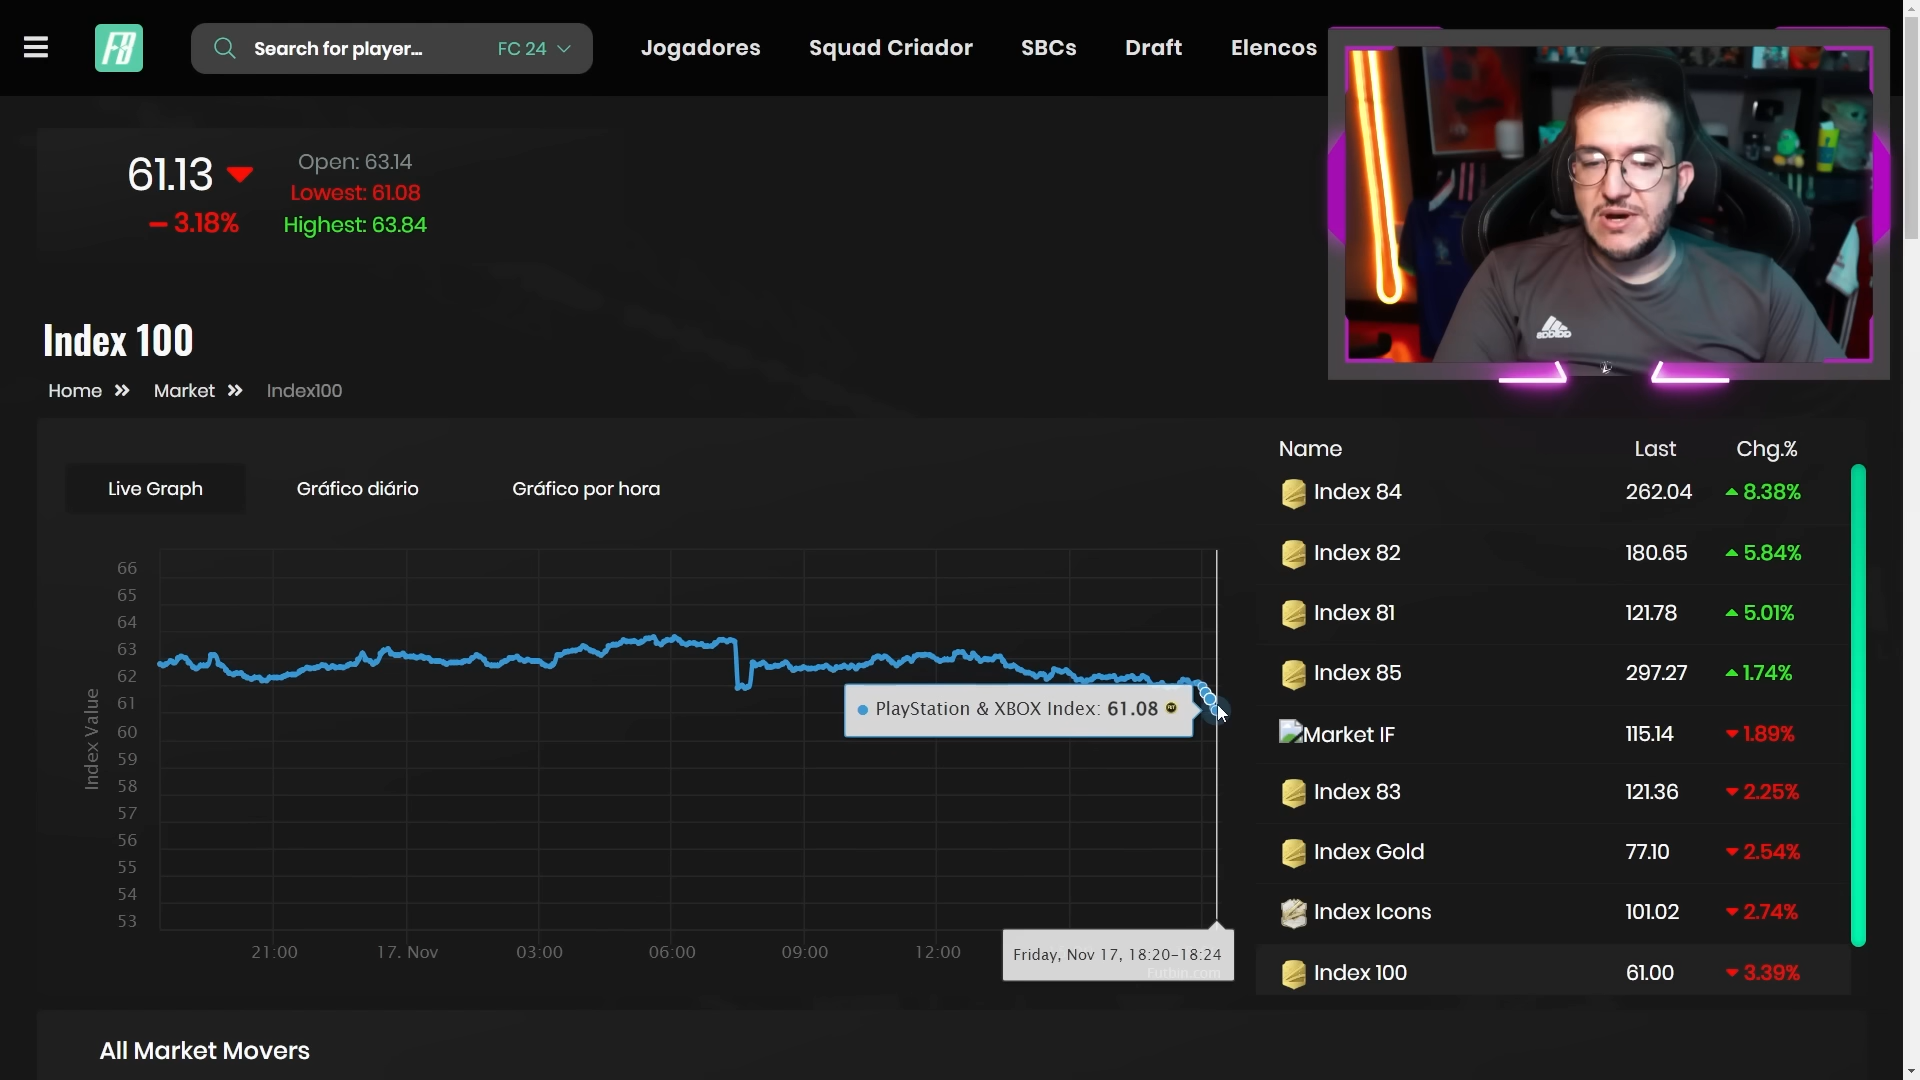 FB
Search for player...
FC 24
Jogadores
Squad Criador
SBCs
Draft
Elencos
61.13
3.18%
Open: 63.14
Lowest: 61.08
Highest: 63.84
adidas
Index 100
Home » Market » Index100
Live Graph
Gráfico diário
Gráfico por hora
Index Value
66
65
64
63
62
61
60
59
58
57
56
55
54
53
PlayStation & XBOX Index: 61.08
21:00
17. Nov
03:00
06:00
09:00
12:00
Friday, Nov 17, 18:20-18:24
Futbin.com
Name Last Chg.%
Index 84 262.04 8.38%
Index 82 180.65 5.84%
Index 81 121.78 5.01%
Index 85 297.27 1.74%
Market IF 115.14 1.89%
Index 83 121.36 2.25%
Index Gold 77.10 2.54%
Index Icons 101.02 2.74%
Index 100 61.00 3.39%
All Market Movers